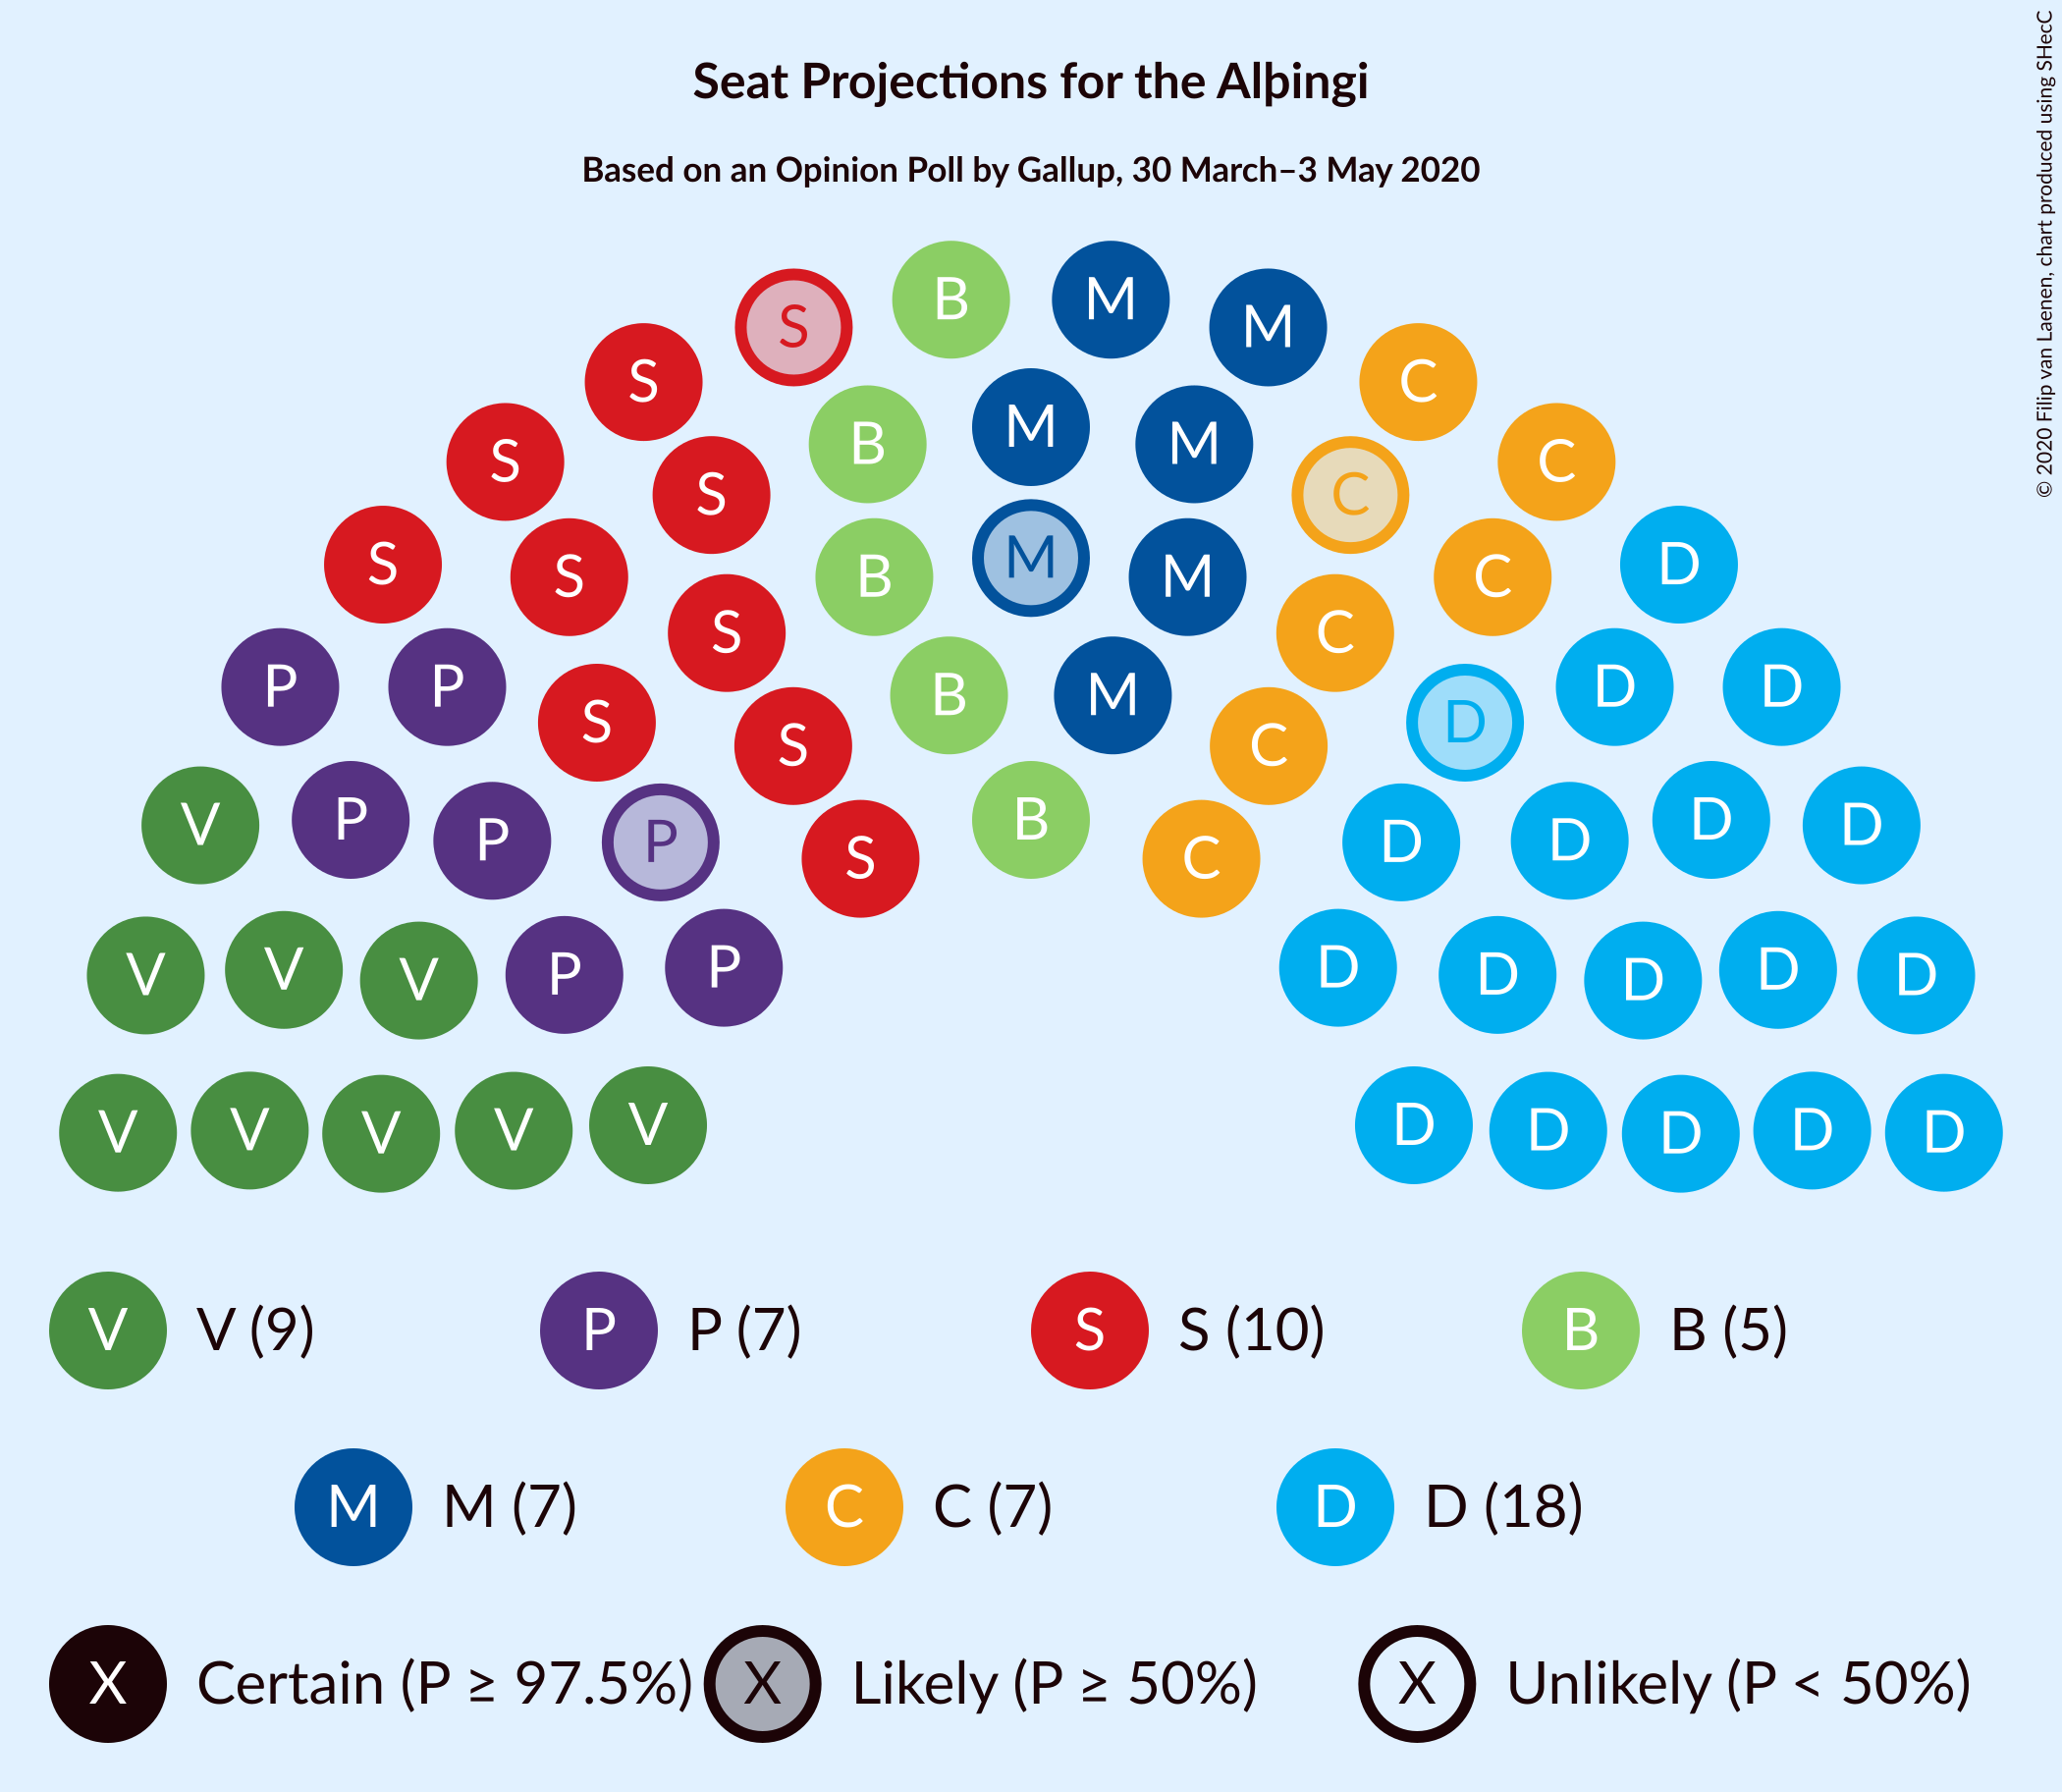 Seat Projections for the Alþingi
Based on an Opinion Poll by Gallup, 30 March–3 May 2020
© 2020 Filip van Laenen, chart produced using SHecC
B M
S M
S C
M
B M
S C
S C
M
S D
S B M C
S C
P P S B M D D D
S C
V P P P S B C D D D D
V V V P P D D D D D
V V V V V D D D D D
V V (9) P P (7) S S (10) B B (5)
M M (7) C C (7) D D (18)
X Certain (P ≥ 97.5%) X Likely (P ≥ 50%) X Unlikely (P < 50%)